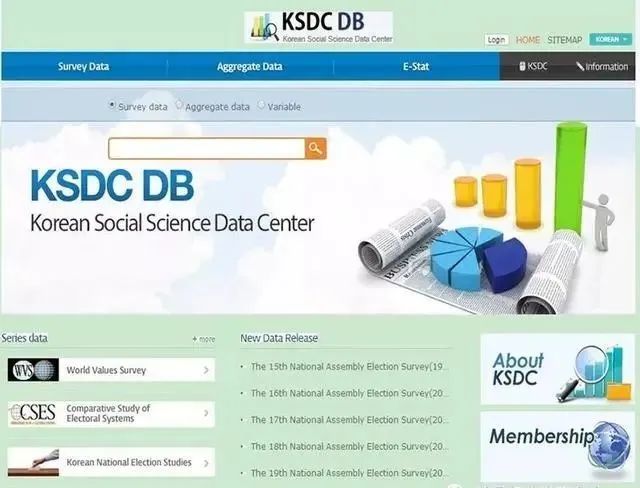 KSDC DB
Korean Social Science Data Center
Login HOME SITEMAP KOREAN
Survey Data Aggregate Data E-Stat KSDC Information
Survey data Aggregate data Variable
KSDC DB
Korean Social Science Data Center
BUSINESS
Series data + more
WVS World Values Survey
CSES Comparative Study of
Electoral Systems
Korean National Election Studies
New Data Release
The 15th National Assembly Election Survey(19...
The 16th National Assembly Election Survey(20...
The 17th National Assembly Election Survey(20...
The 18th National Assembly Election Survey(20...
The 19th National Assembly Election Survey(20...
About
KSDC
Membership